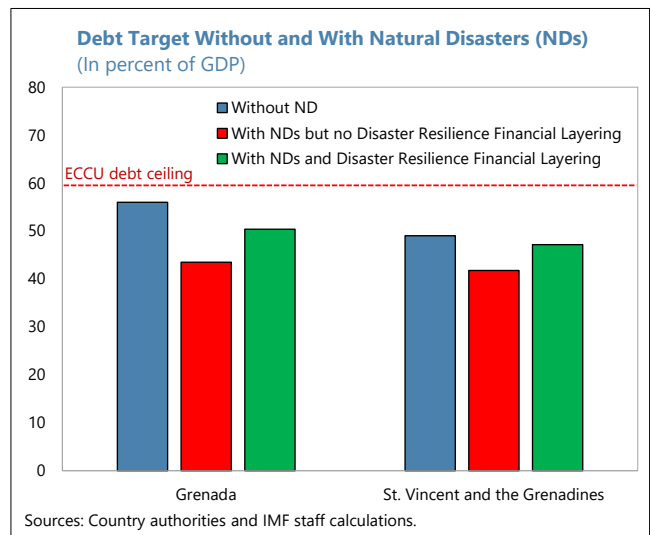 Debt Target Without and With Natural Disasters (NDs)
(In percent of GDP)
80
70
60
50
40
30
20
10
0
Without ND
With NDs but no Disaster Resilience Financial Layering
With NDs and Disaster Resilience Financial Layering
ECCU debt ceiling
Grenada
St. Vincent and the Grenadines
Sources: Country authorities and IMF staff calculations.